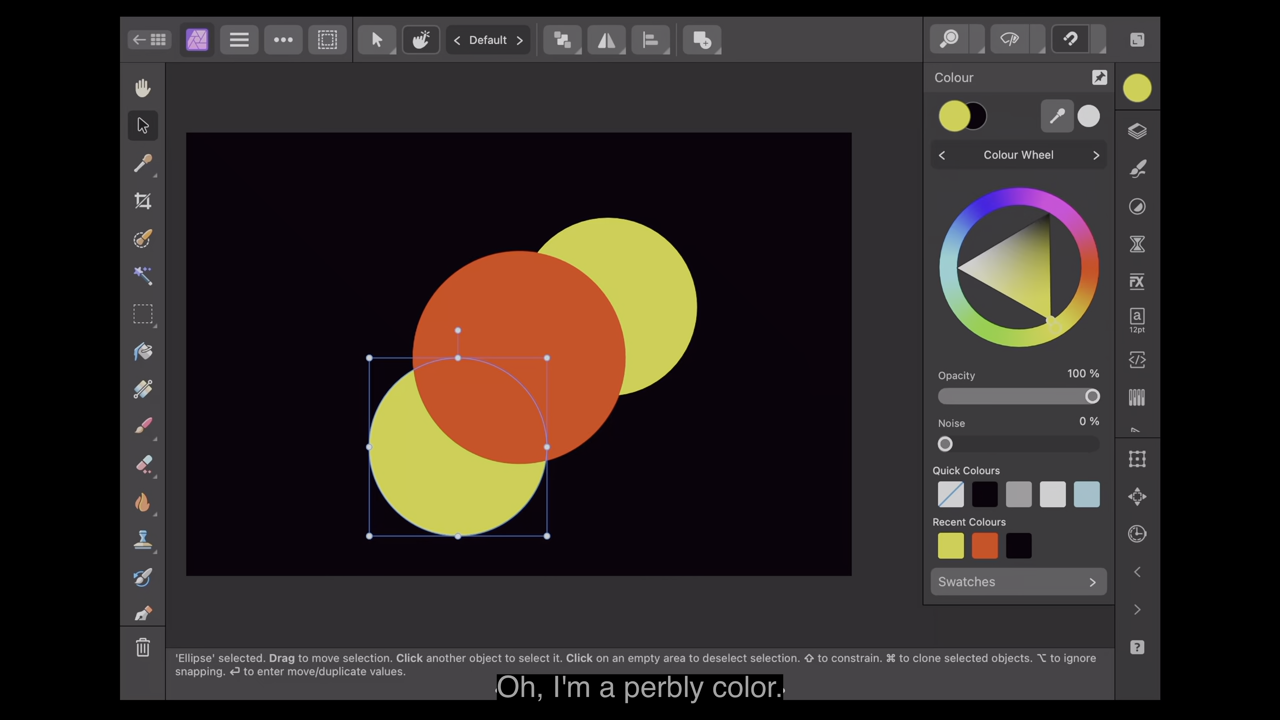 Default
Colour
Colour Wheel
Opacity
100 %
Noise
0 %
Quick Colours
Recent Colours
Swatches
FX
a
12pt
?
'Ellipse' selected. Drag to move selection. Click another object to select it. Click on an empty area to deselect selection. ⇧ to constrain. ⌘ to clone selected objects. ⌥ to ignore
snapping. ⏎ to enter move/duplicate values.
Oh, I'm a perbly color.